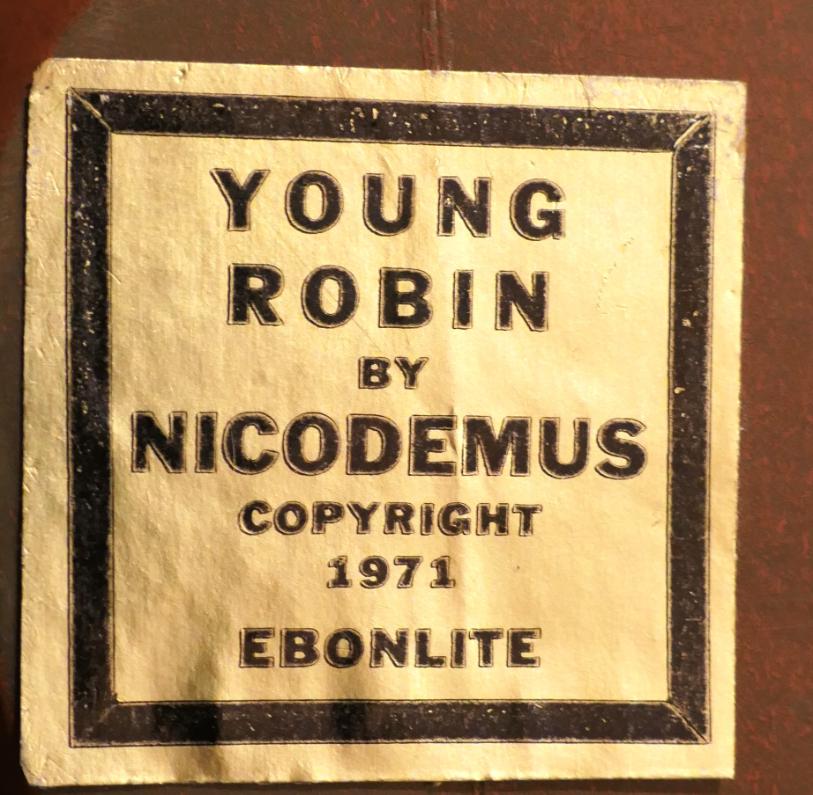 YOUNG
ROBIN
BY
NICODEMUS
COPYRIGHT
1971
EBONLITE